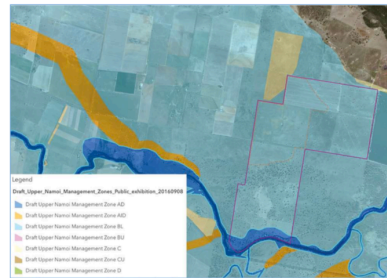 Legend
Draft_Upper_Namoi_Management_Zones_Public_exhibition_20160908
Draft Upper Namoi Management Zone AD
Draft Upper Namoi Management Zone AID
Draft Upper Namoi Management Zone BL
Draft Upper Namoi Management Zone BU
Draft Upper Namoi Management Zone C
Draft Upper Namoi Management Zone CU
Draft Upper Namoi Management Zone D